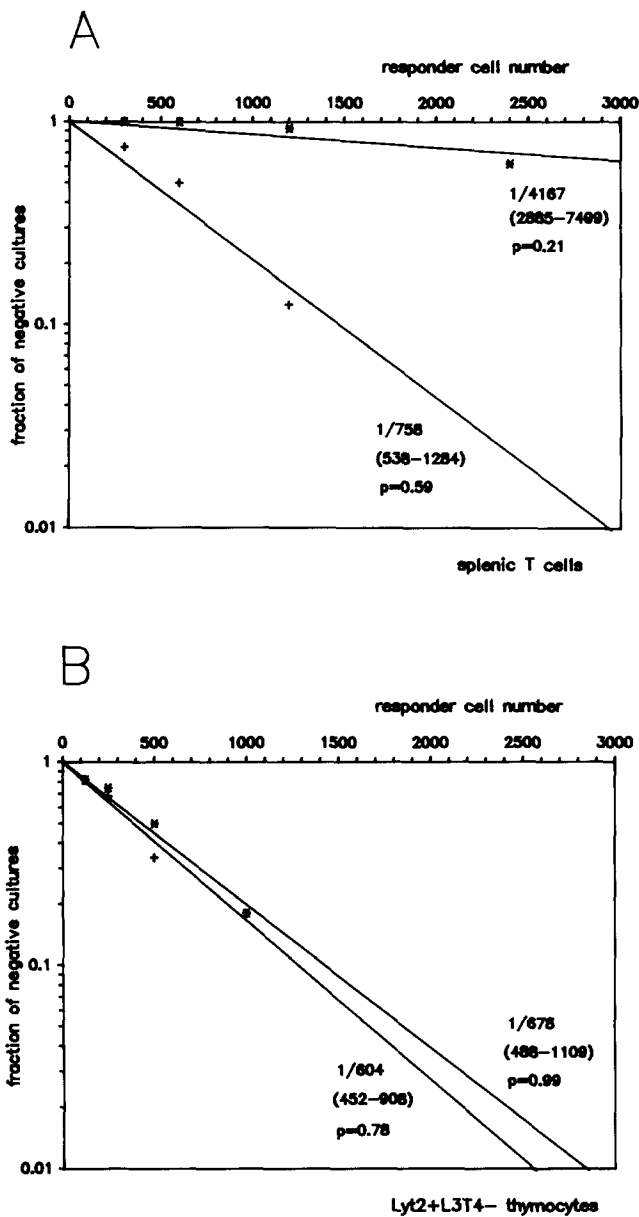 A
responder cell number
0 500 1000 1500 2000 2500 3000
1
0.1
0.01
fraction of negative cultures
1/4167
(2885-7499)
p=0.21
1/758
(538-1284)
p=0.59
splenic T cells
B
responder cell number
0 500 1000 1500 2000 2500 3000
1
0.1
0.01
fraction of negative cultures
1/678
(488-1109)
p=0.99
1/604
(452-908)
p=0.78
Lyt2+L3T4- thymocytes